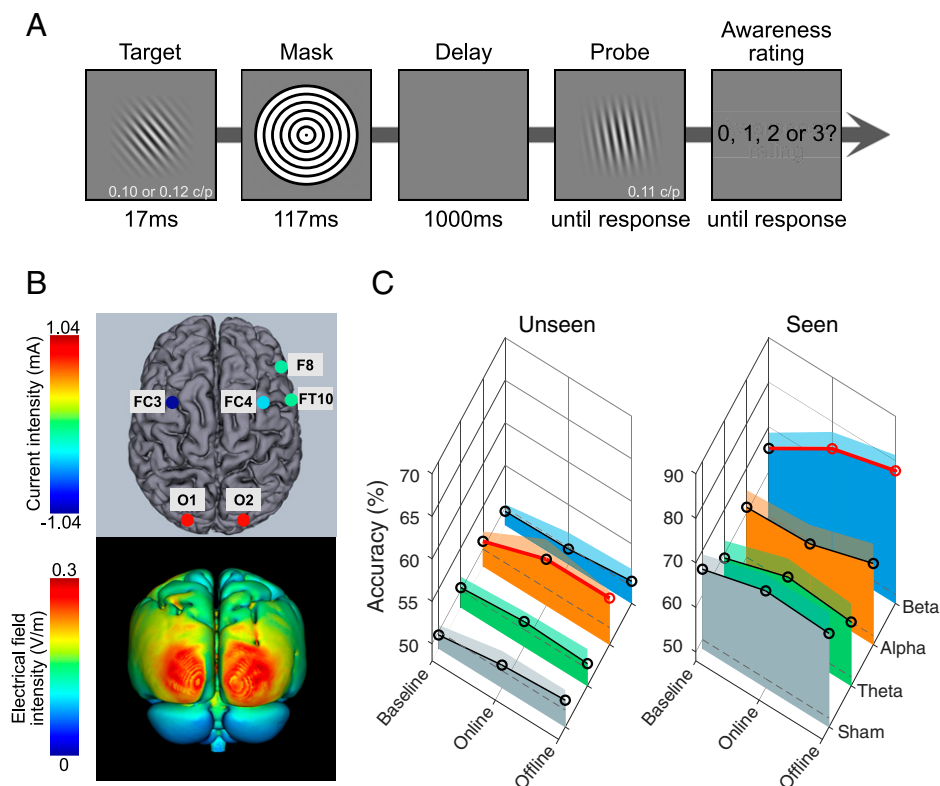 A
Target
Mask
Delay
Probe
Awareness
rating
0.10 or 0.12 c/p
0.11 c/p
0, 1, 2 or 3?
rating
17ms
117ms
1000ms
until response
until response
B
1.04
Current intensity (mA)
-1.04
F8
FC3
FC4
FT10
O1
O2
0.3
Electrical field
intensity (V/m)
0
C
Unseen
Seen
Accuracy (%)
70
65
60
55
50
90
80
70
60
50
Baseline
Online
Offline
Baseline
Online
Offline
Beta
Alpha
Theta
Sham